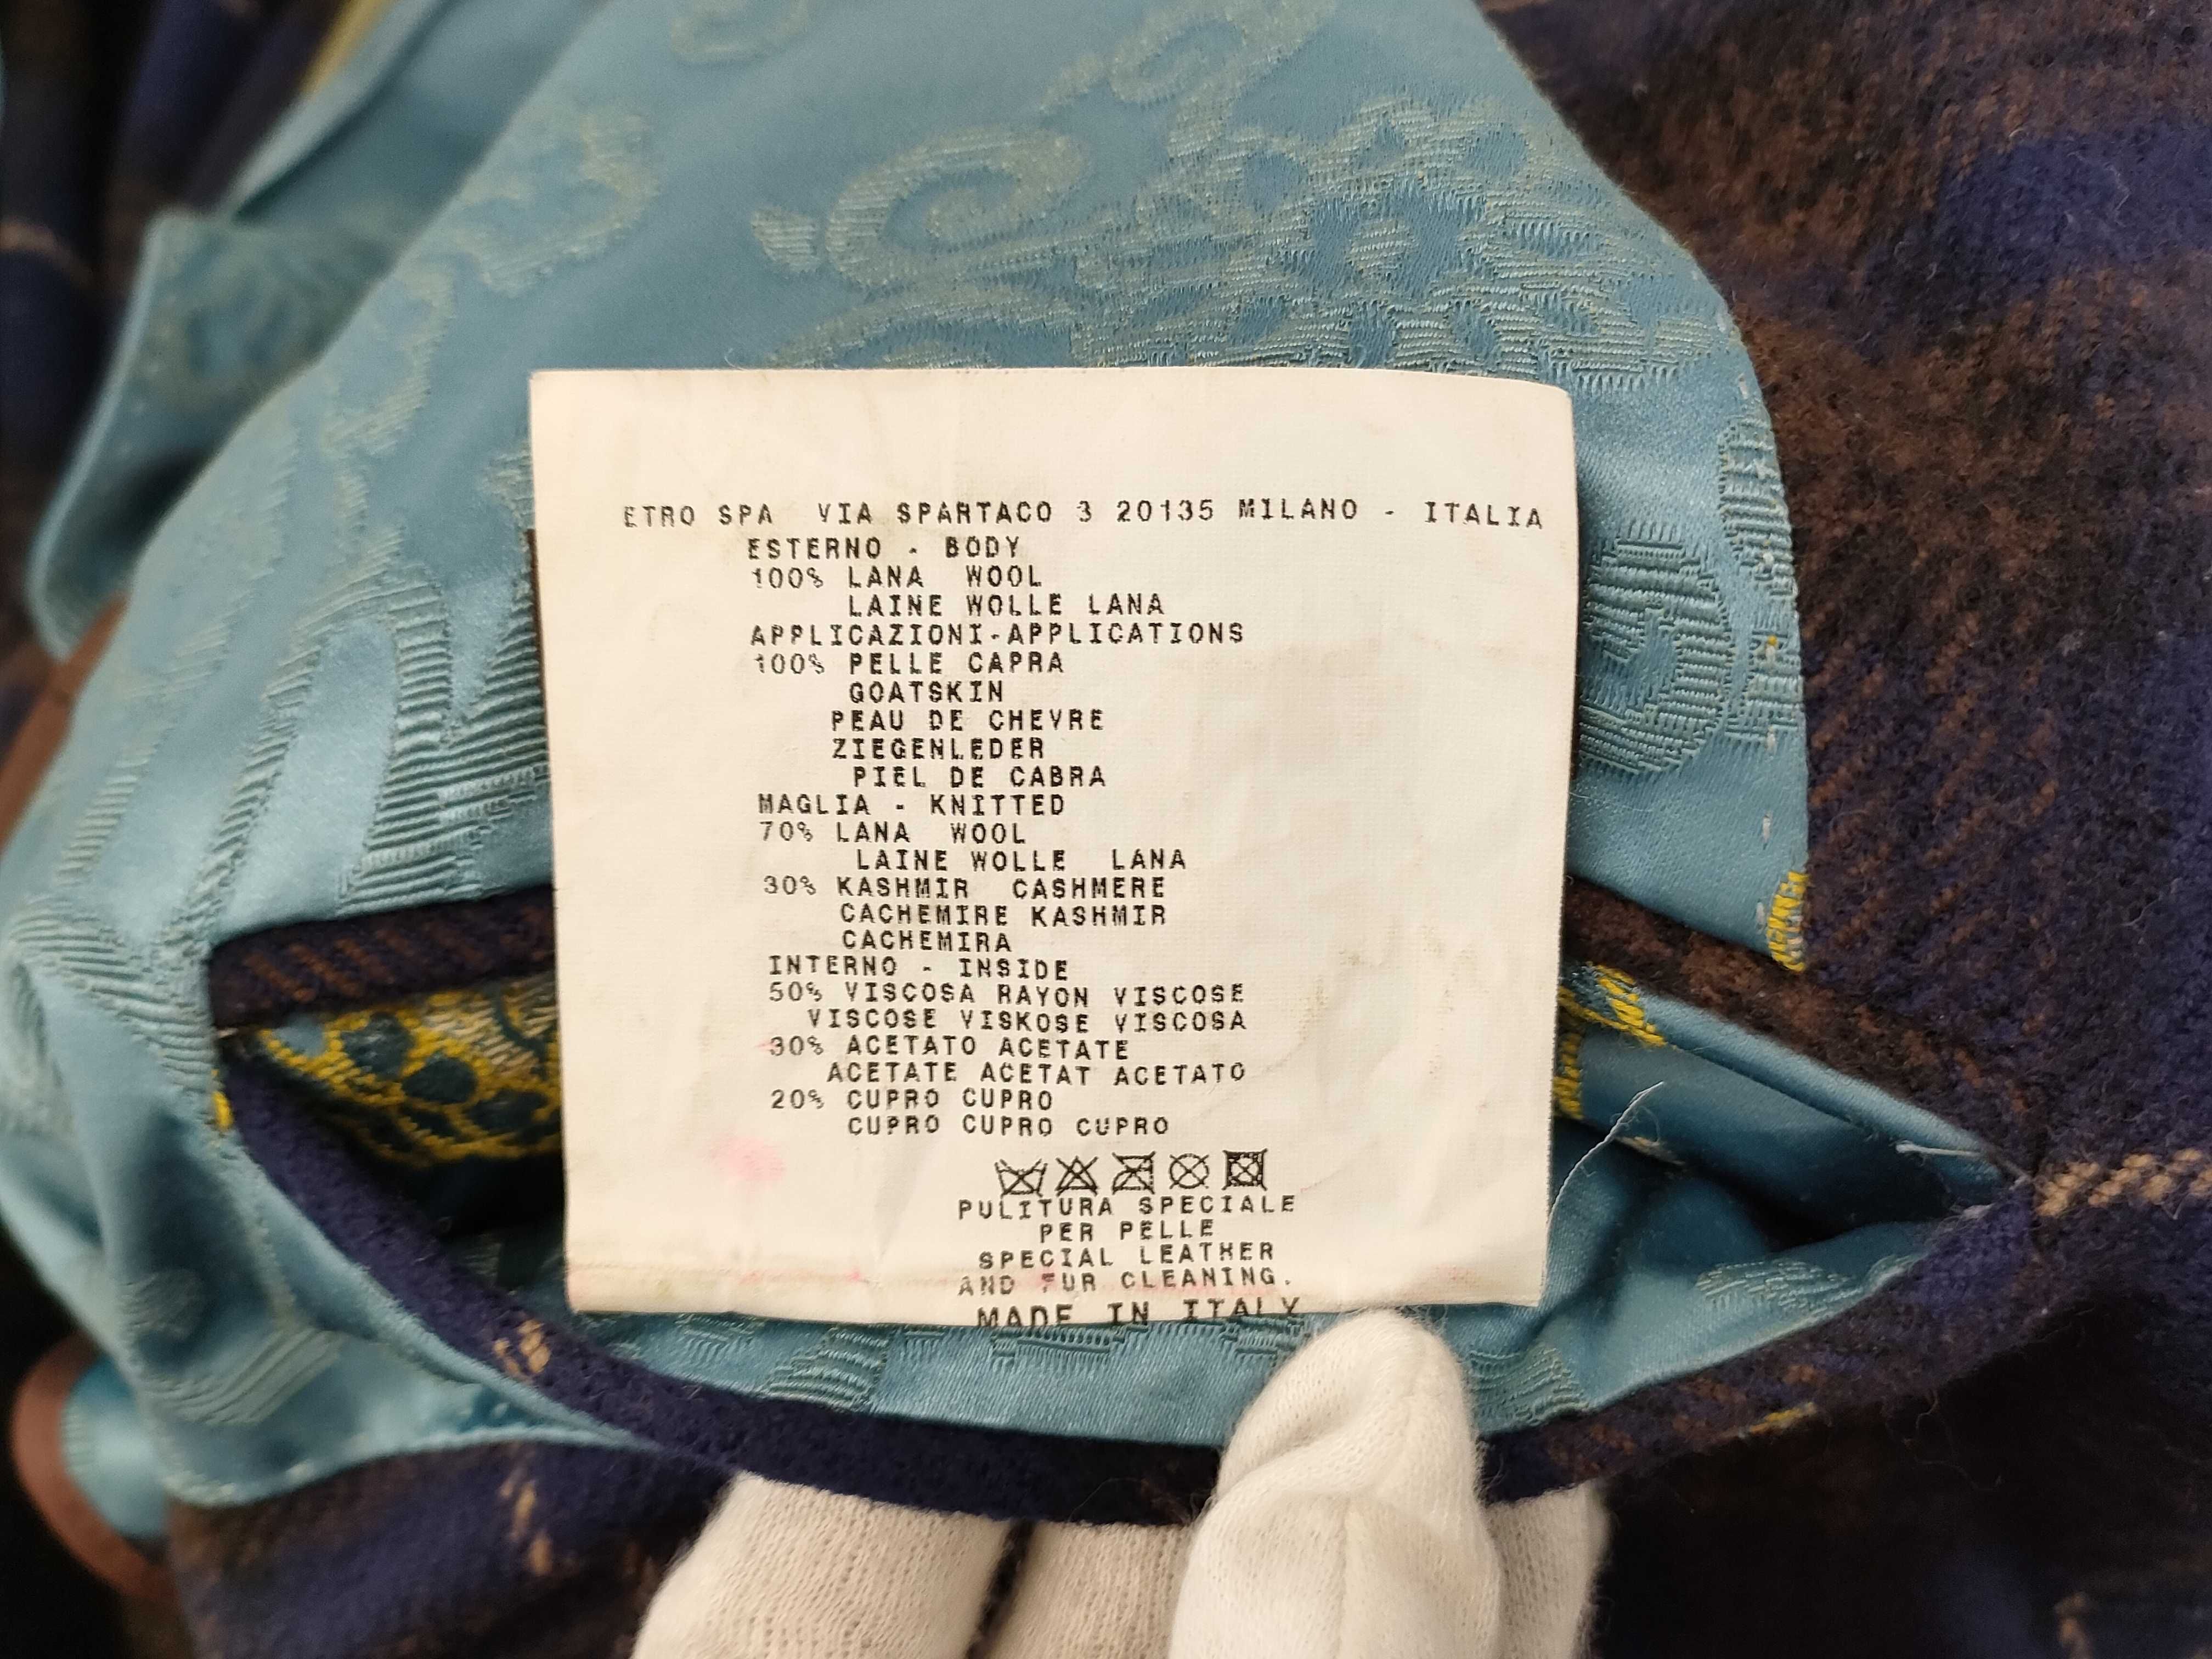 ETRO SPA VIA SPARTACO 3 20135 MILANO - ITALIA
ESTERNO - BODY
100% LANA WOOL
LAINE WOLLE LANA
APPLICAZIONI-APPLICATIONS
100% PELLE CAPRA
GOATSKIN
PEAU DE CHEVRE
ZIEGENLEDER
PIEL DE CABRA
MAGLIA - KNITTED
70% LANA WOOL
LAINE WOLLE LANA
30% KASHMIR CASHMERE
CACHEMIRE KASHMIR
CACHEMIRA
INTERNO - INSIDE
50% VISCOSA RAYON VISCOSE
VISCOSE VISKOSE VISCOSA
30% ACETATO ACETATE
ACETATE ACETAT ACETATO
20% CUPRO CUPRO
CUPRO CUPRO CUPRO
PULITURA SPECIALE
PER PELLE
SPECIAL LEATHER
AND FUR CLEANING.
MADE IN ITALY